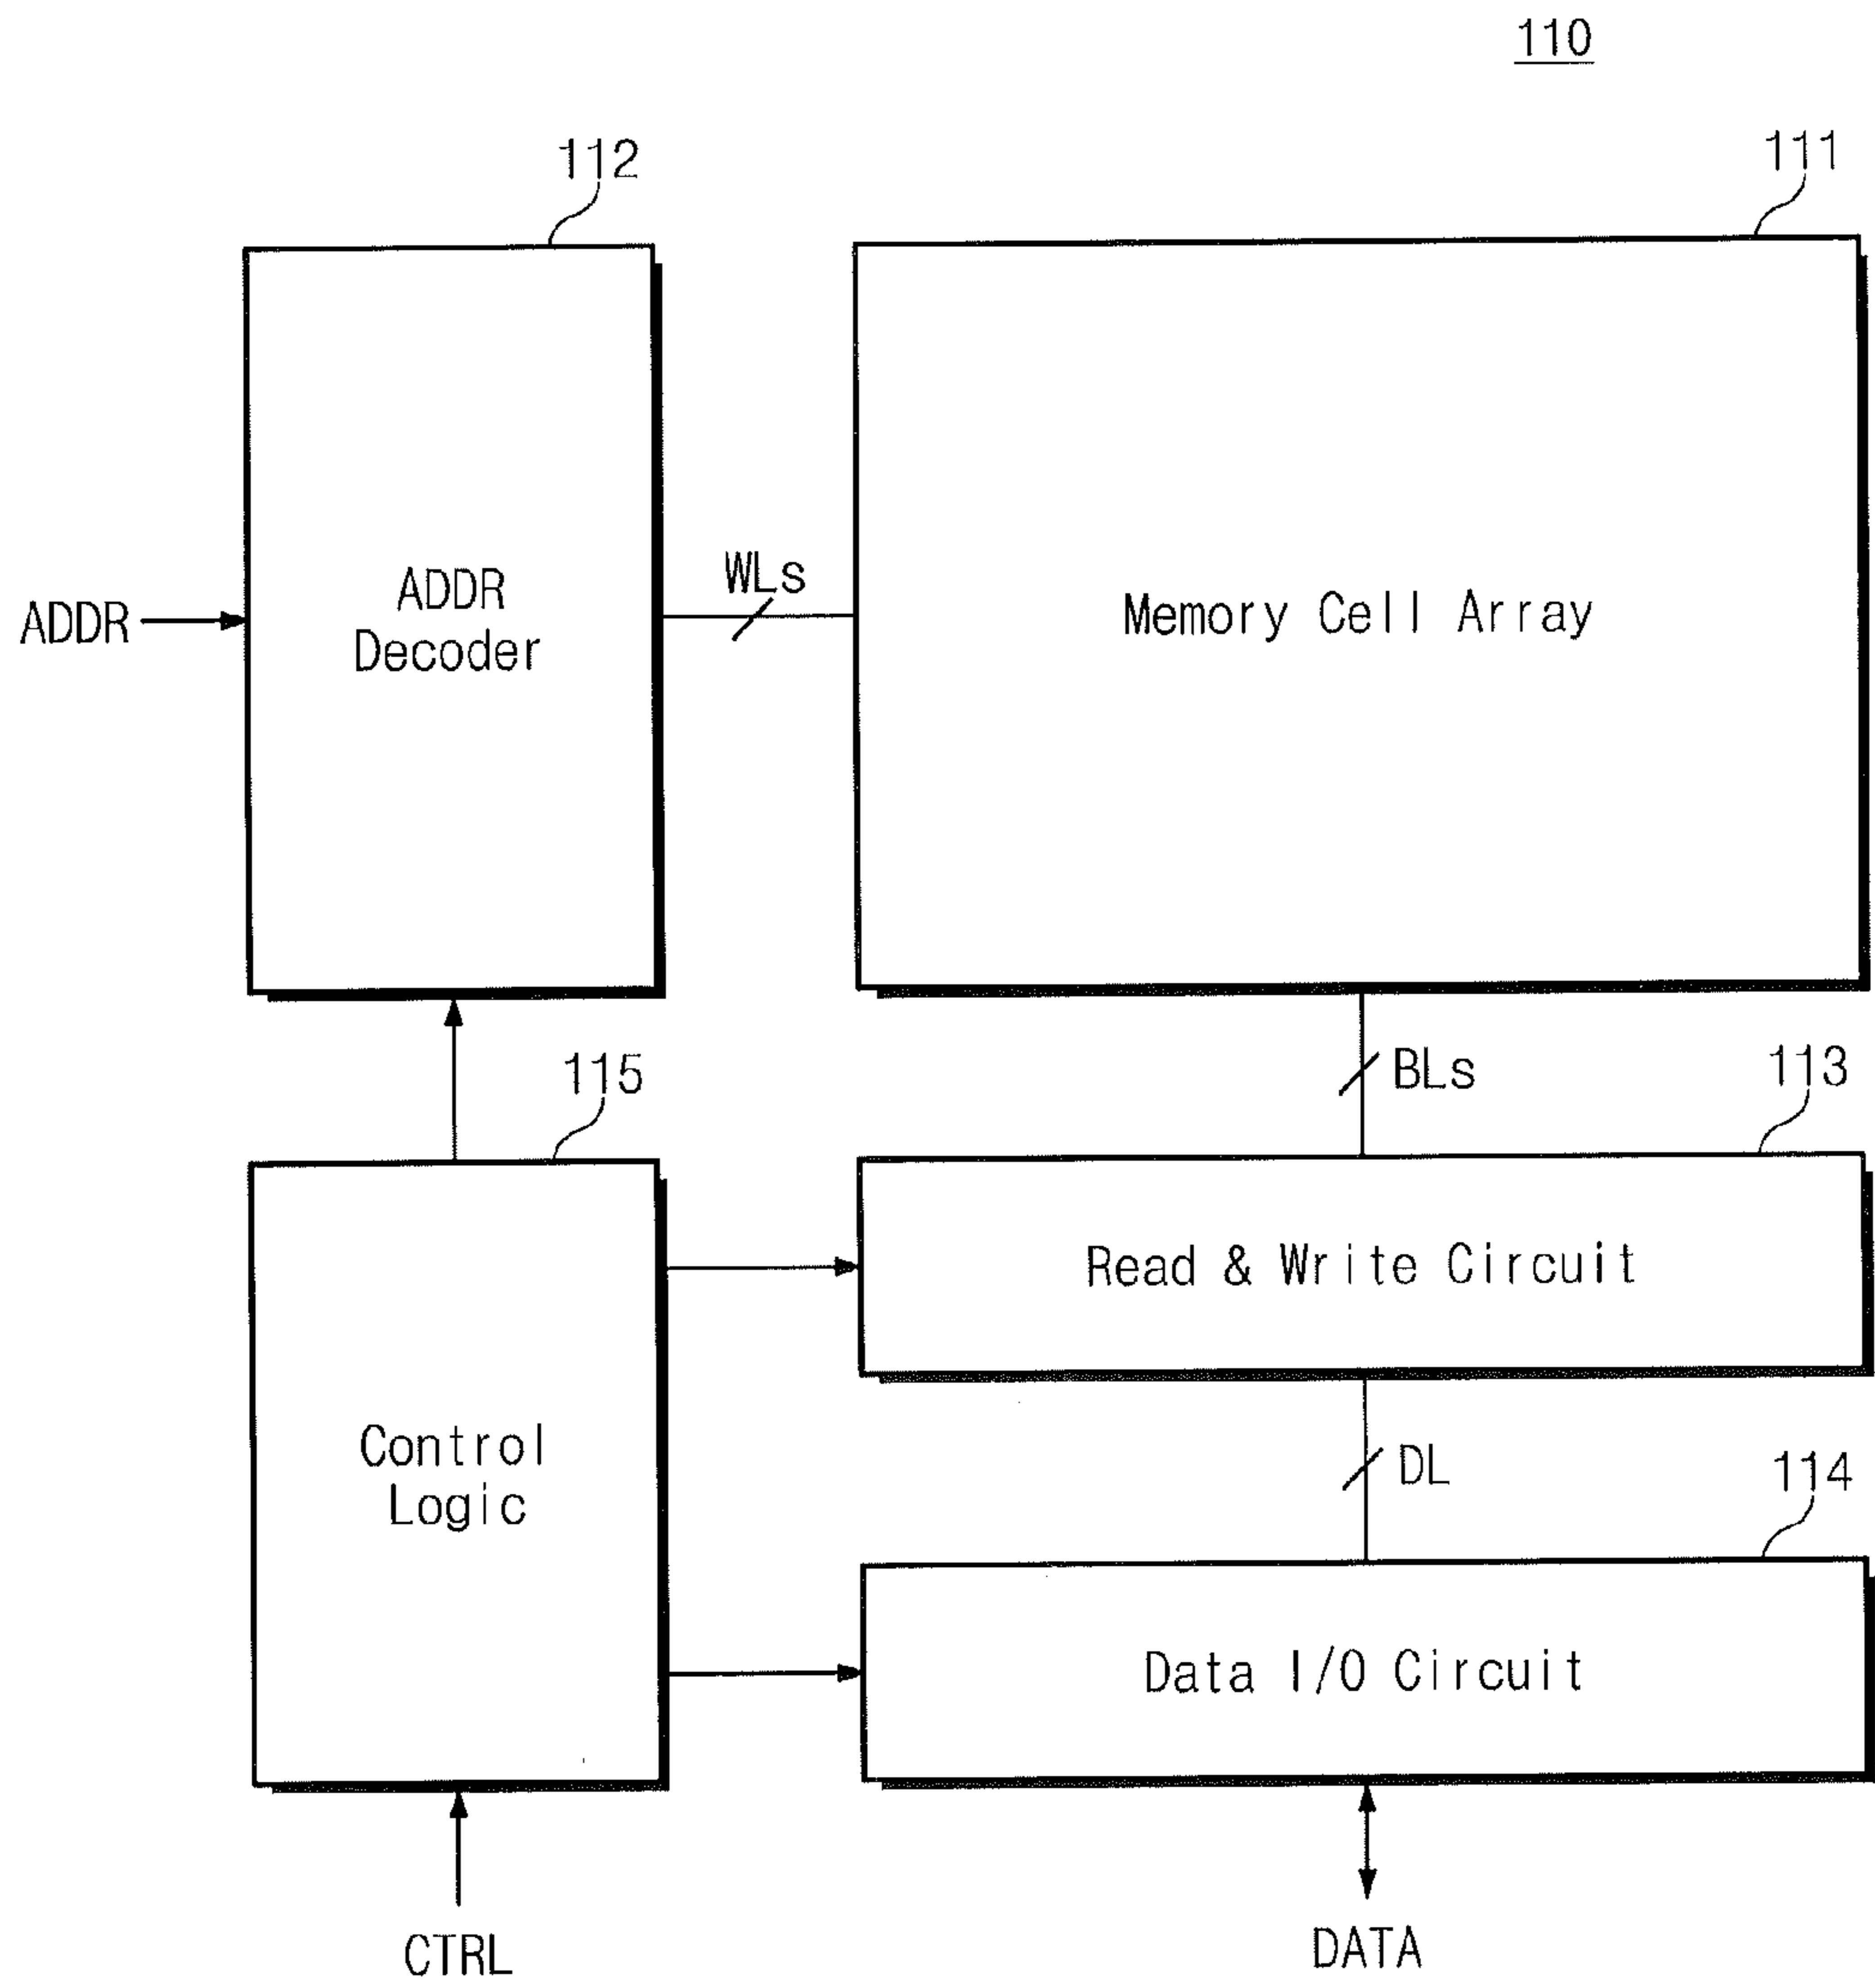 110
112
111
ADDR
ADDR
Decoder
WLs
Memory Cell Array
BLs
115
113
Read & Write Circuit
Control
Logic
DL
114
Data I/O Circuit
CTRL
DATA